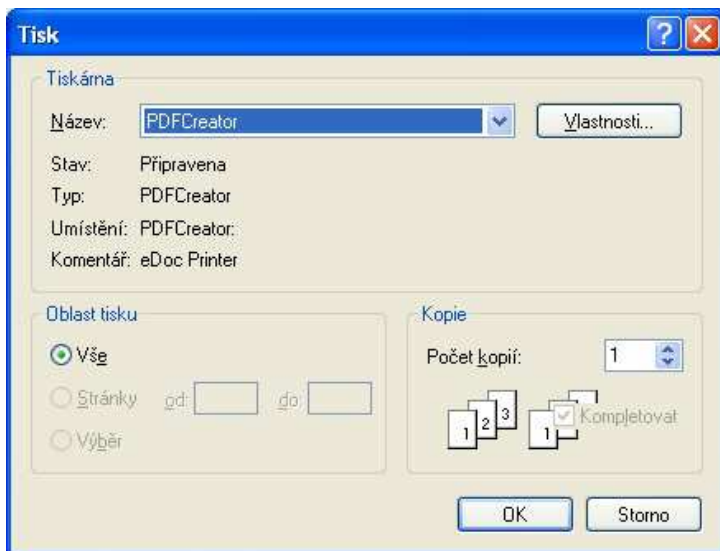 Tisk
Tiskárna
Název: PDFCreator Vlastnosti...
Stav: Připravena
Typ: PDFCreator
Umístění: PDFCreator:
Komentář: eDoc Printer
Oblast tisku
Vše
Stránky od: do:
Výběr
Kopie
Počet kopií: 1
1 2 3 1 Kompletovat
OK Storno